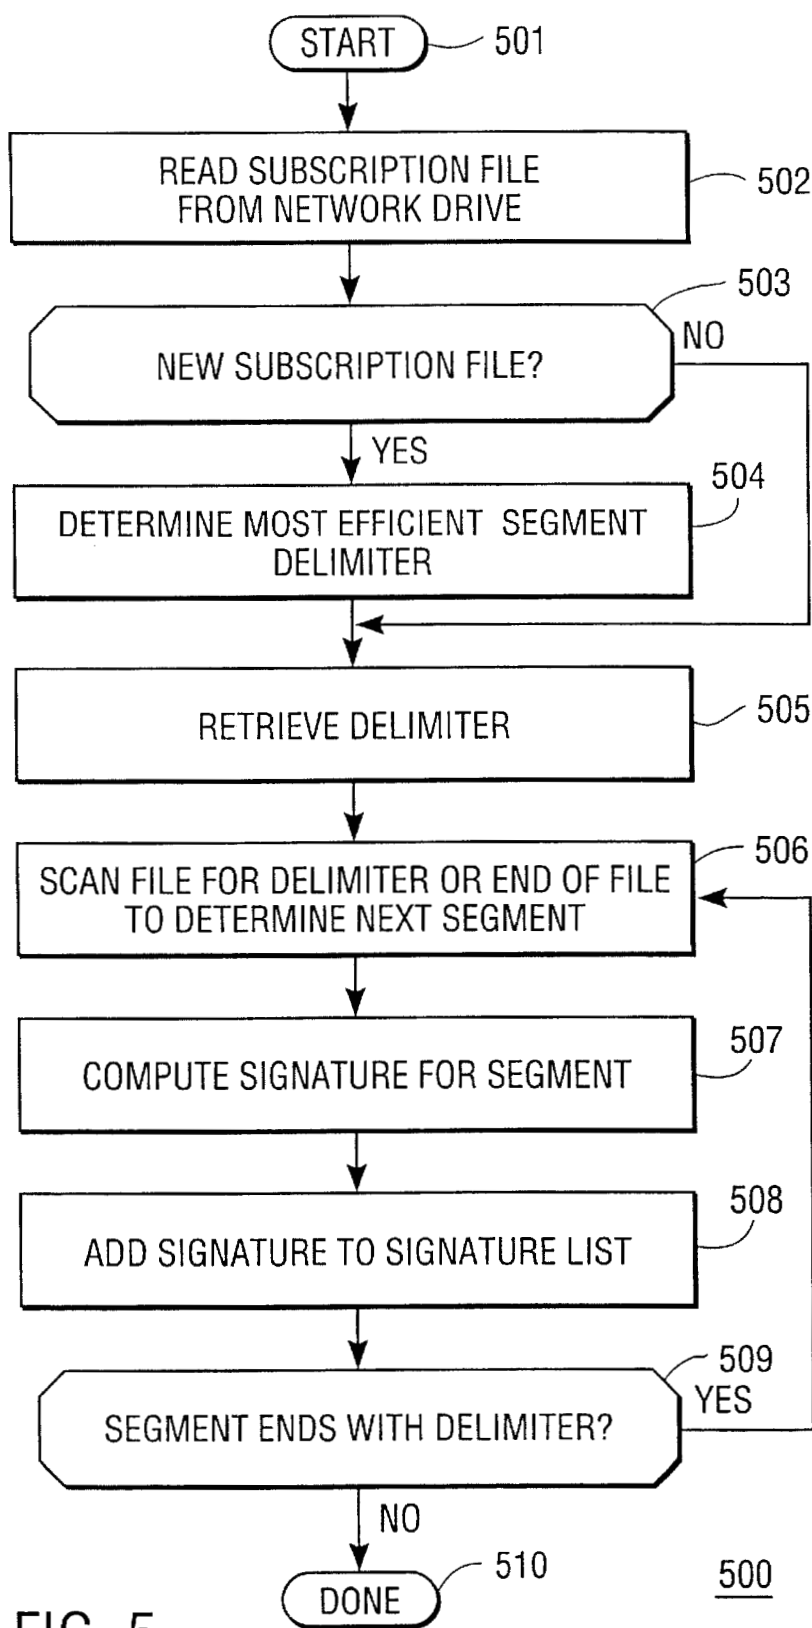 START
501
READ SUBSCRIPTION FILE
FROM NETWORK DRIVE
502
503
NEW SUBSCRIPTION FILE?
NO
YES
504
DETERMINE MOST EFFICIENT SEGMENT
DELIMITER
RETRIEVE DELIMITER
505
506
SCAN FILE FOR DELIMITER OR END OF FILE
TO DETERMINE NEXT SEGMENT
507
COMPUTE SIGNATURE FOR SEGMENT
508
ADD SIGNATURE TO SIGNATURE LIST
509
YES
SEGMENT ENDS WITH DELIMITER?
NO
510
DONE
500
FIG. 5